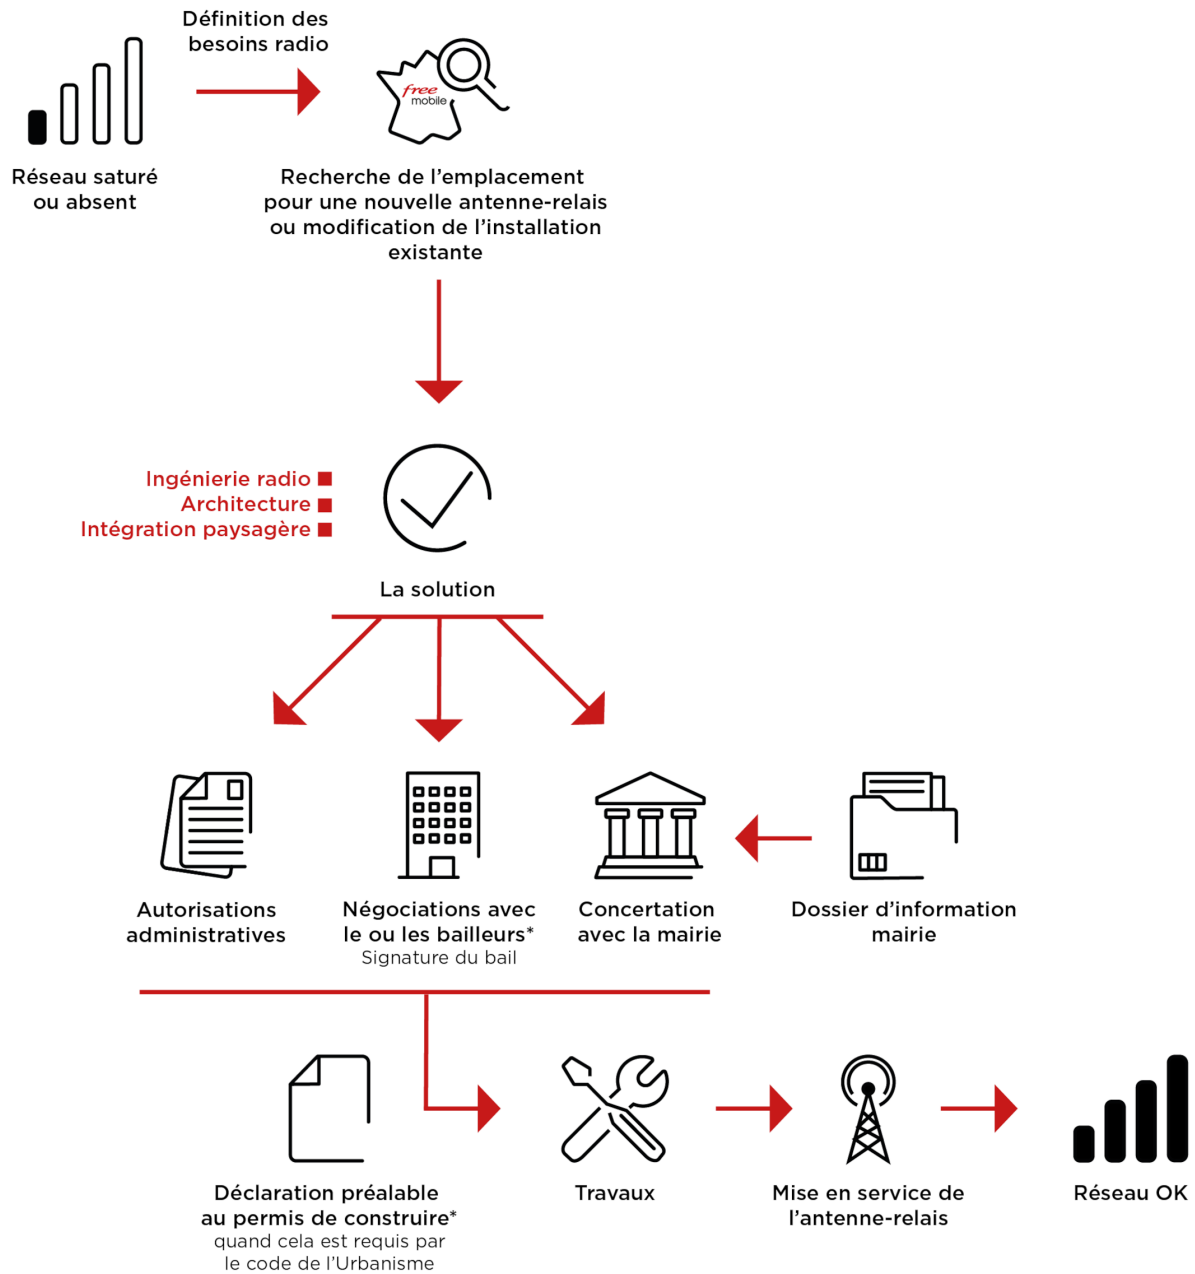 Définition des
besoins radio
free
mobile
Réseau saturé
ou absent
Recherche de l’emplacement
pour une nouvelle antenne-relais
ou modification de l’installation
existante
Ingénierie radio
Architecture
Intégration paysagère
La solution
Autorisations
administratives
Négociations avec
le ou les bailleurs*
Signature du bail
Concertation
avec la mairie
Dossier d’information
mairie
Déclaration préalable
au permis de construire*
quand cela est requis par
le code de l’Urbanisme
Travaux
Mise en service de
l’antenne-relais
Réseau OK